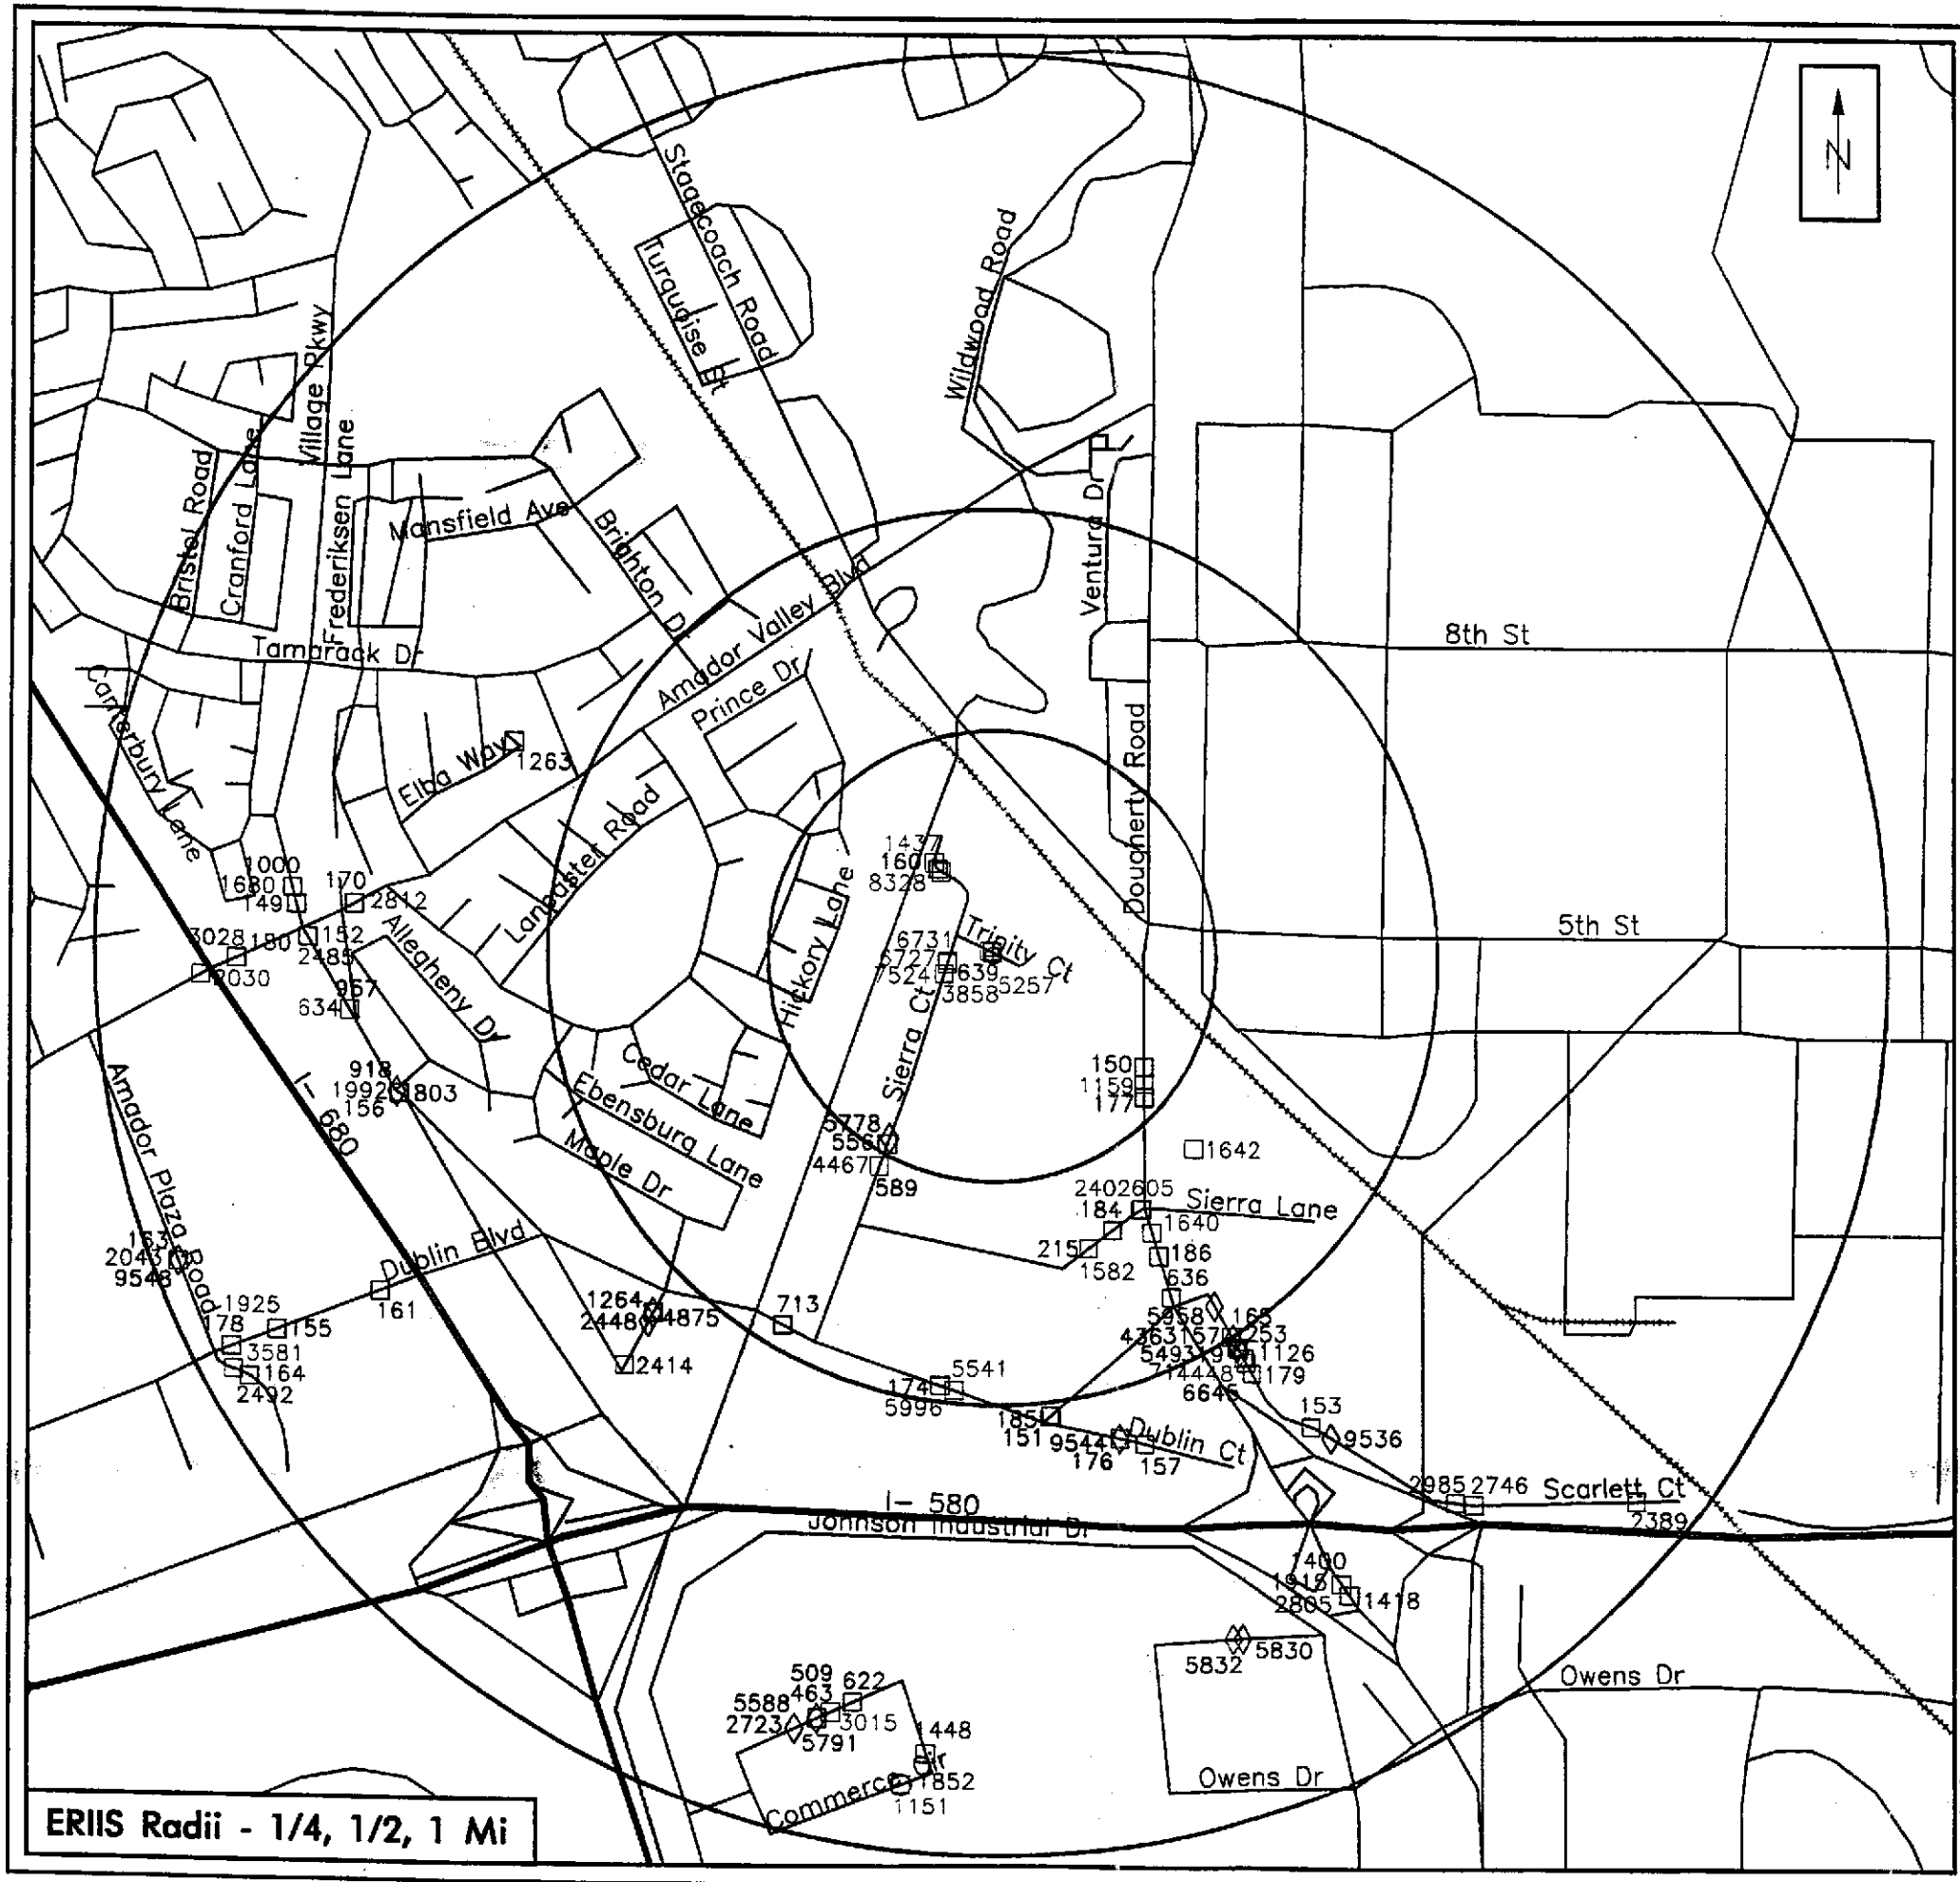 N
Stagecoach Road
Turquoise St
Wildwood Road
Village Pkwy
Bristol Road
Cranford Lane
Frederiksen Lane
Mansfield Ave
Brighton Dr
Ventura Dr
P
Amador Valley Blvd
8th St
Tamarack Dr
Prince Dr
Canterbury Lane
Elba Way
1263
Dougherty Road
Lancaster Road
1437
160
8328
Hickory Lane
1000
1680
149
170
2812
3028
180
152
2485
2030
Allegheny Dr
5th St
Trinity Ct
6731
6727
7524
639
3858
5257
967
634
Sierra Ct
Amador Plaza Road
I- 680
918
1992
156
1803
Cedar Lane
Ebensburg Lane
Maple Dr
150
1159
177
5778
556
4467
589
1642
2402605
184
Sierra Lane
1640
215
1582
186
636
163
2043
9548
Dublin Blvd
161
1925
178
155
3581
164
2492
1264
2448
4875
713
2414
5958
165
253
1126
179
6646
5541
174
5996
185
151
9544
176
Dublin Ct
157
153
9536
2985
2746
Scarlett Ct
2389
I- 580
Johnson Industrial Dr
1400
1915
2805
1418
5832
5830
Owens Dr
509
463
622
5588
2723
3015
5791
1448
Commerce Cir
1852
1151
Owens Dr
ERIIS Radii - 1/4, 1/2, 1 Mi